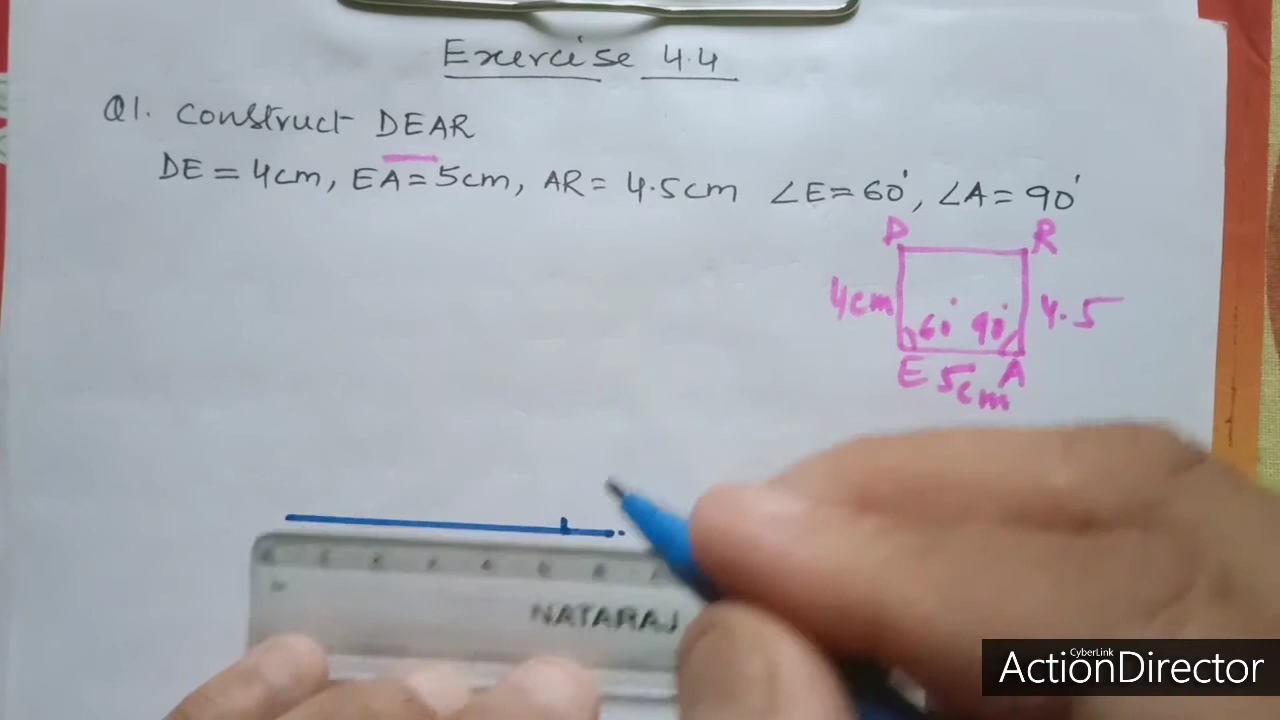 Exercise 4.4
Q1. Construct DEAR
DE = 4cm, EA = 5cm, AR = 4.5cm ∠E = 60°, ∠A = 90°
D R
4cm 60° 90° 4.5
E 5cm A
NATARAJ
CyberLink
ActionDirector